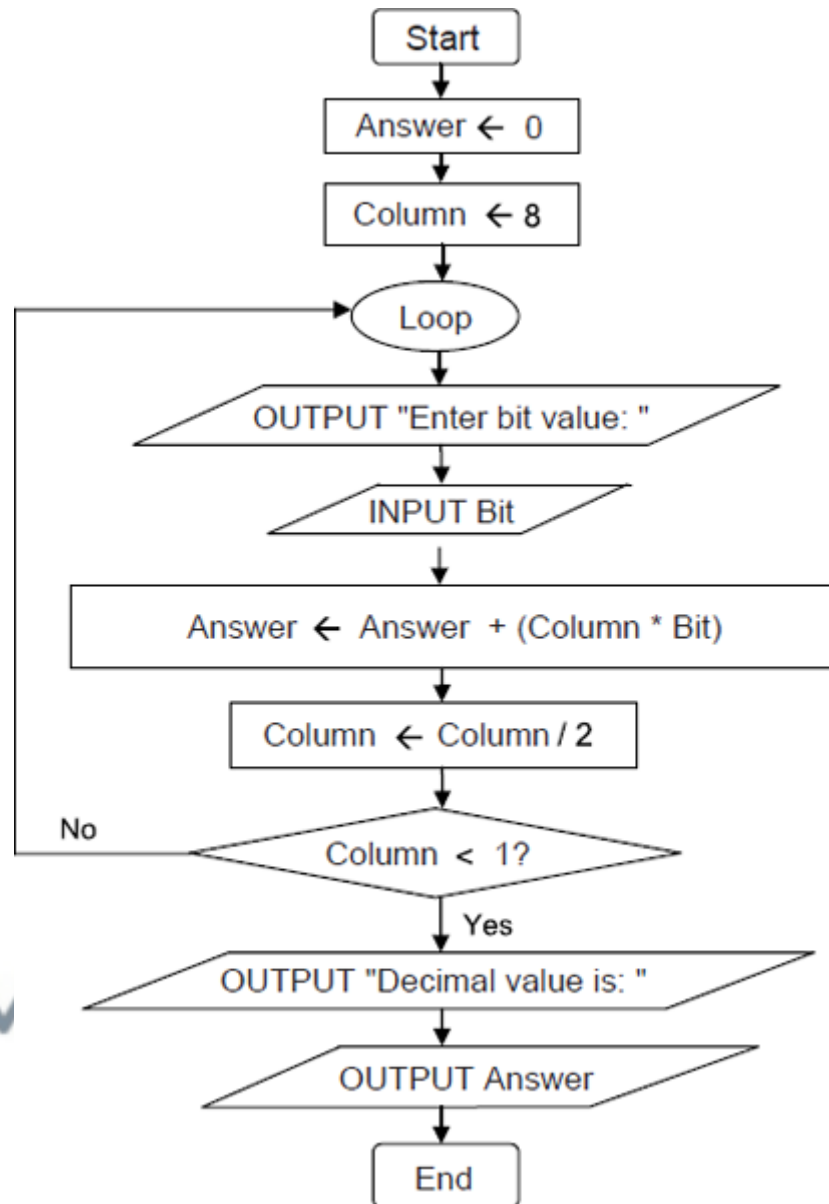 Start
Answer ← 0
Column ← 8
Loop
OUTPUT "Enter bit value: "
INPUT Bit
Answer ← Answer + (Column * Bit)
Column ← Column / 2
No
Column < 1?
Yes
OUTPUT "Decimal value is: "
OUTPUT Answer
End